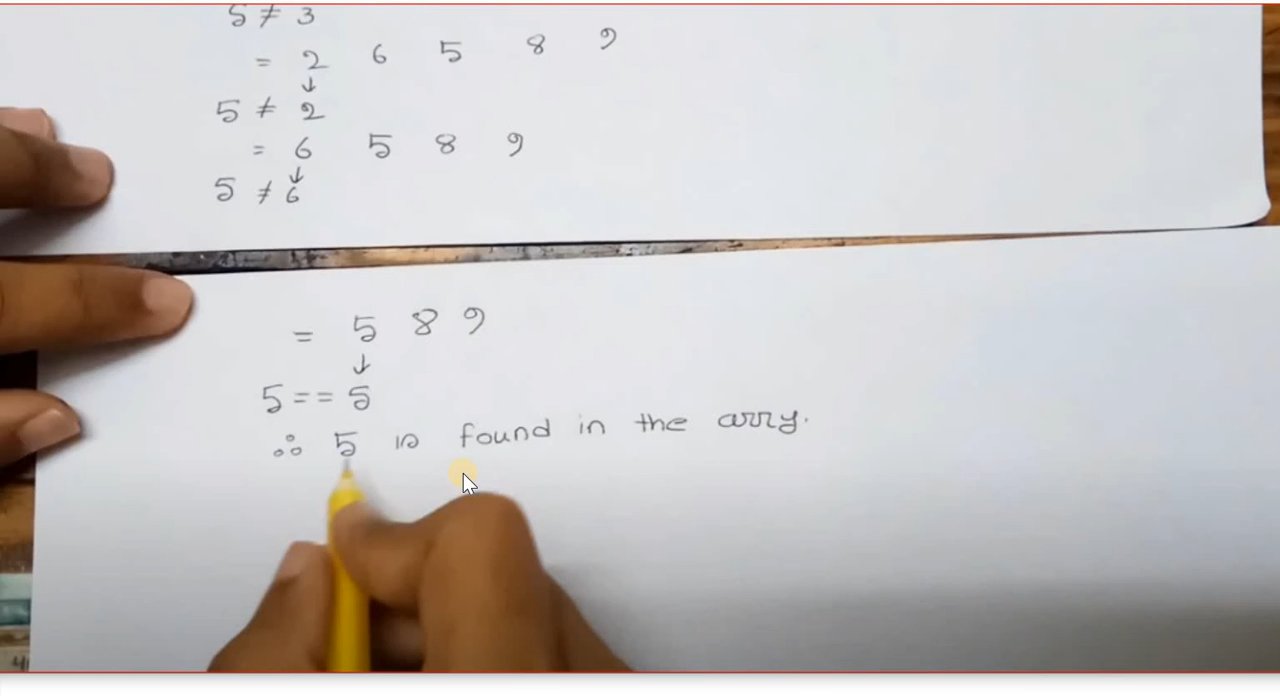 5 ≠ 3
= 2 6 5 8 9
↓
5 ≠ 2
= 6 5 8 9
↓
5 ≠ 6
= 5 8 9
↓
5 == 5
∴ 5 is found in the arry.